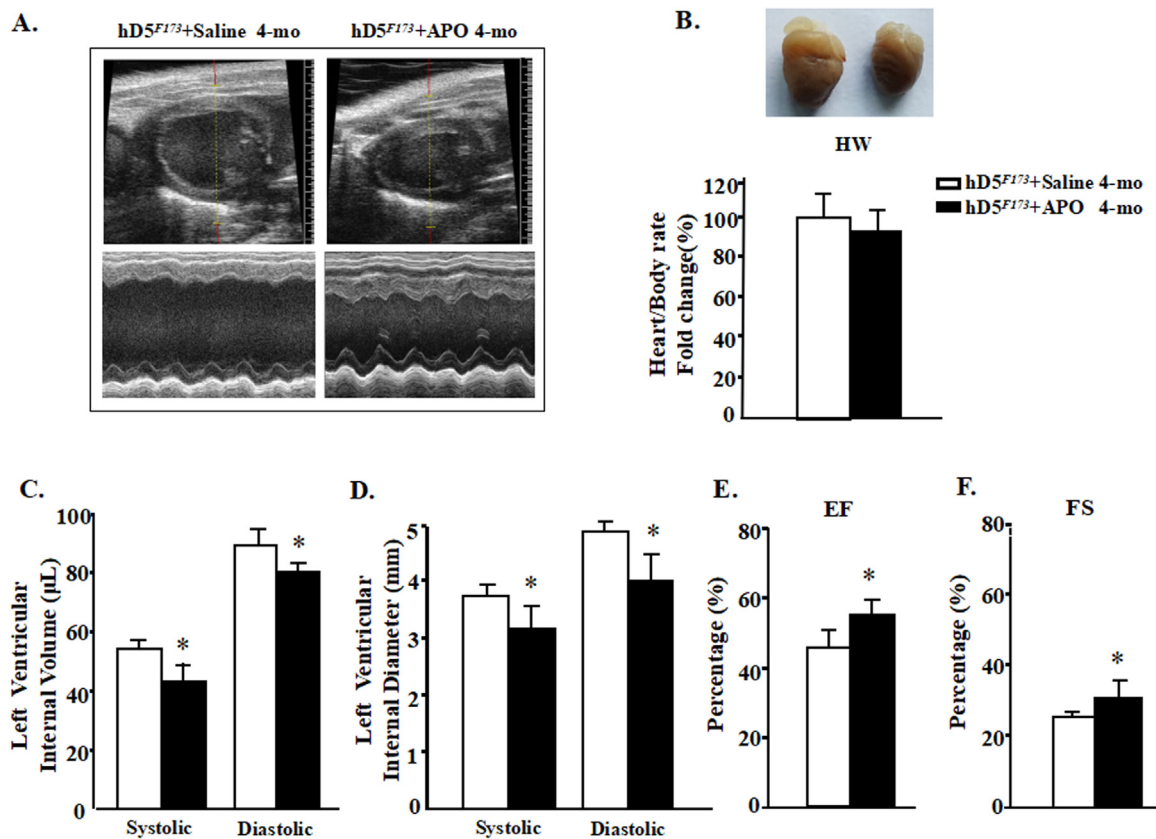 A.
hD5F173+Saline 4-mo
hD5F173+APO 4-mo
B.
HW
hD5F173+Saline 4-mo
hD5F173+APO 4-mo
Heart/Body rate
Fold change(%)
120
100
80
60
40
20
0
C.
Left Ventricular
Internal Volume (µL)
100
80
60
40
20
0
*
*
Systolic
Diastolic
D.
Left Ventricular
Internal Diameter (mm)
5
4
3
2
1
0
*
*
Systolic
Diastolic
E.
EF
Percentage (%)
80
60
40
20
0
*
F.
FS
Percentage (%)
80
60
40
20
0
*